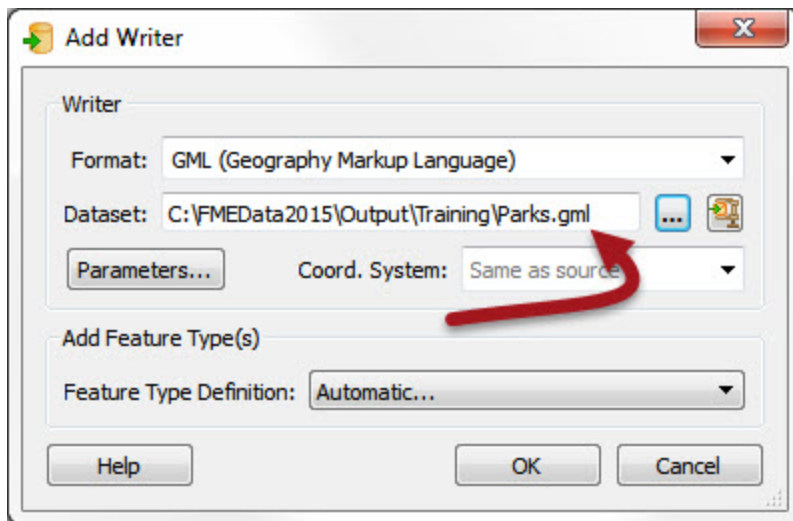 Add Writer
Writer
Format: GML (Geography Markup Language)
Dataset: C:\FMEData2015\Output\Training\Parks.gml ...
Parameters... Coord. System: Same as source
Add Feature Type(s)
Feature Type Definition: Automatic...
Help OK Cancel